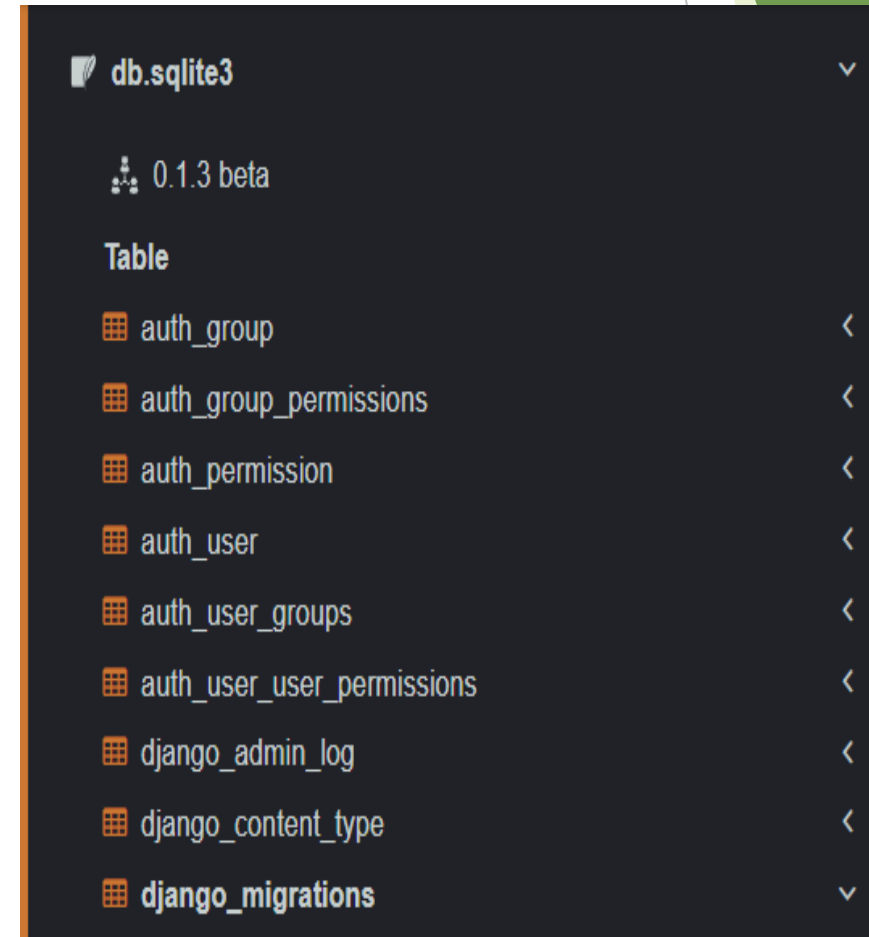 db.sqlite3
0.1.3 beta
Table
auth_group
auth_group_permissions
auth_permission
auth_user
auth_user_groups
auth_user_user_permissions
django_admin_log
django_content_type
django_migrations